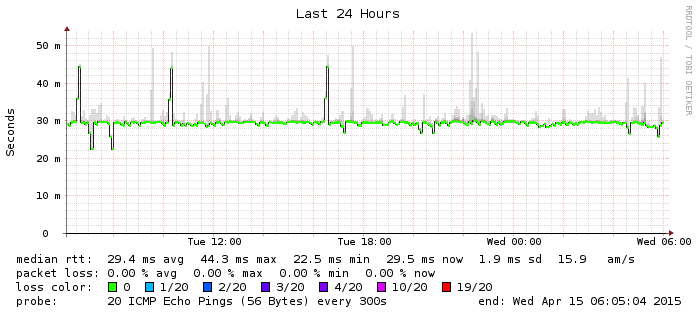 Last 24 Hours
RRDTOOL / TOBI OETIKER
Seconds
50 m
40 m
30 m
20 m
10 m
0
Tue 12:00 Tue 18:00 Wed 00:00 Wed 06:00
median rtt: 29.4 ms avg 44.3 ms max 22.5 ms min 29.5 ms now 1.9 ms sd 15.9 am/s
packet loss: 0.00 % avg 0.00 % max 0.00 % min 0.00 % now
loss color: 0 1/20 2/20 3/20 4/20 10/20 19/20
probe: 20 ICMP Echo Pings (56 Bytes) every 300s end: Wed Apr 15 06:05:04 2015